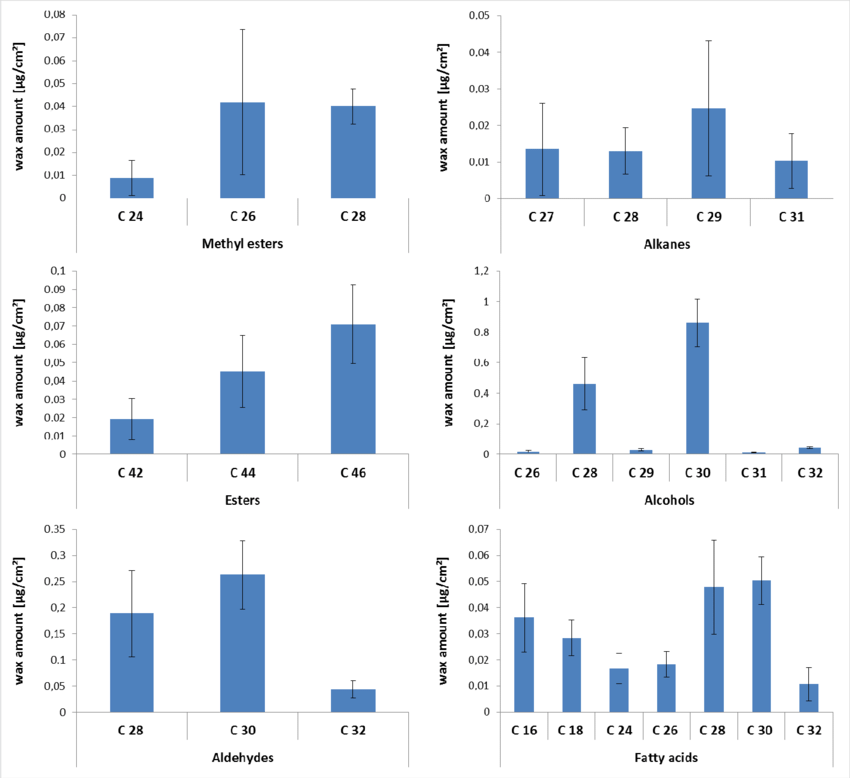 wax amount [µg/cm²]
0,08
0,07
0,06
0,05
0,04
0,03
0,02
0,01
0
C 24 C 26 C 28
Methyl esters
wax amount [µg/cm²]
0,05
0,04
0,03
0,02
0,01
0
C 27 C 28 C 29 C 31
Alkanes
wax amount [µg/cm²]
0,1
0,09
0,08
0,07
0,06
0,05
0,04
0,03
0,02
0,01
0
C 42 C 44 C 46
Esters
wax amount [µg/cm²]
1,2
1
0,8
0,6
0,4
0,2
0
C 26 C 28 C 29 C 30 C 31 C 32
Alcohols
wax amount [µg/cm²]
0,35
0,3
0,25
0,2
0,15
0,1
0,05
0
C 28 C 30 C 32
Aldehydes
wax amount [µg/cm²]
0,07
0,06
0,05
0,04
0,03
0,02
0,01
0
C 16 C 18 C 24 C 26 C 28 C 30 C 32
Fatty acids